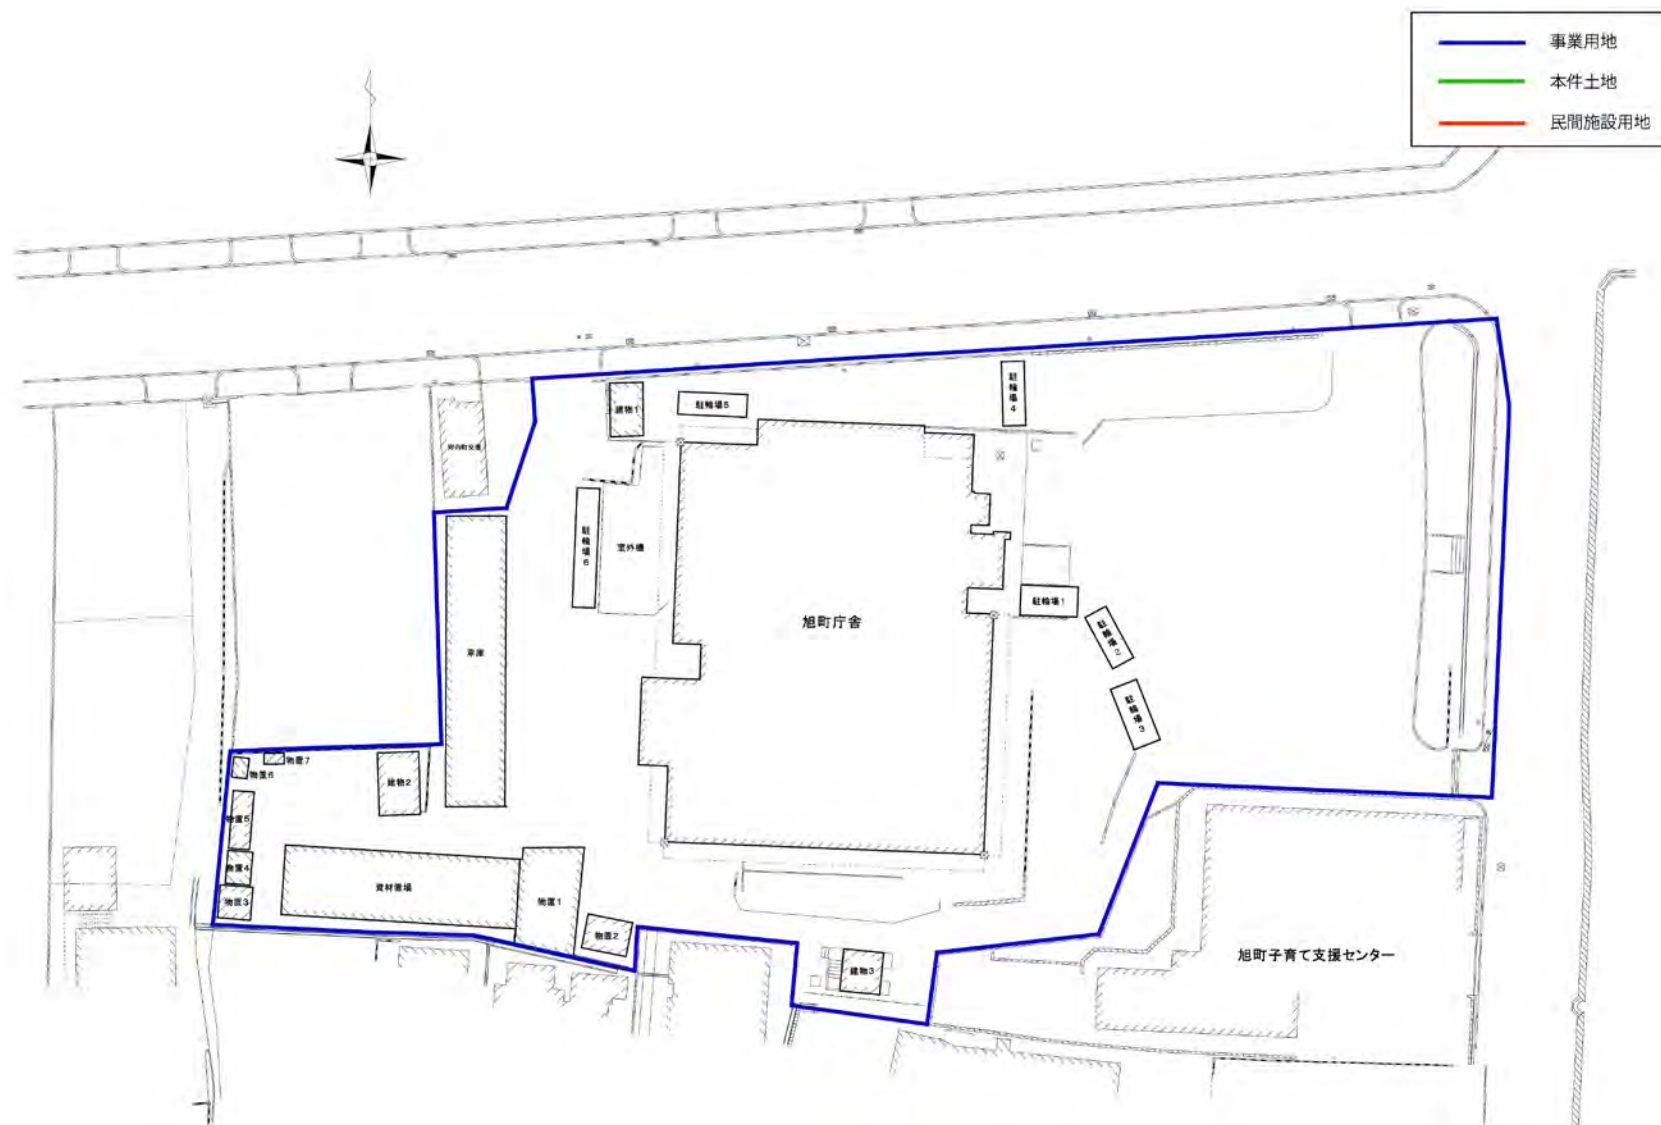 事業用地
本件土地
民間施設用地
建物1
駐輪場5
駐輪場4
駐輪場6
室外機
車庫
旭町庁舎
駐輪場1
駐輪場2
駐輪場3
物置7
物置6
建物2
物置5
物置4
物置3
資材置場
物置1
物置2
建物3
旭町子育て支援センター